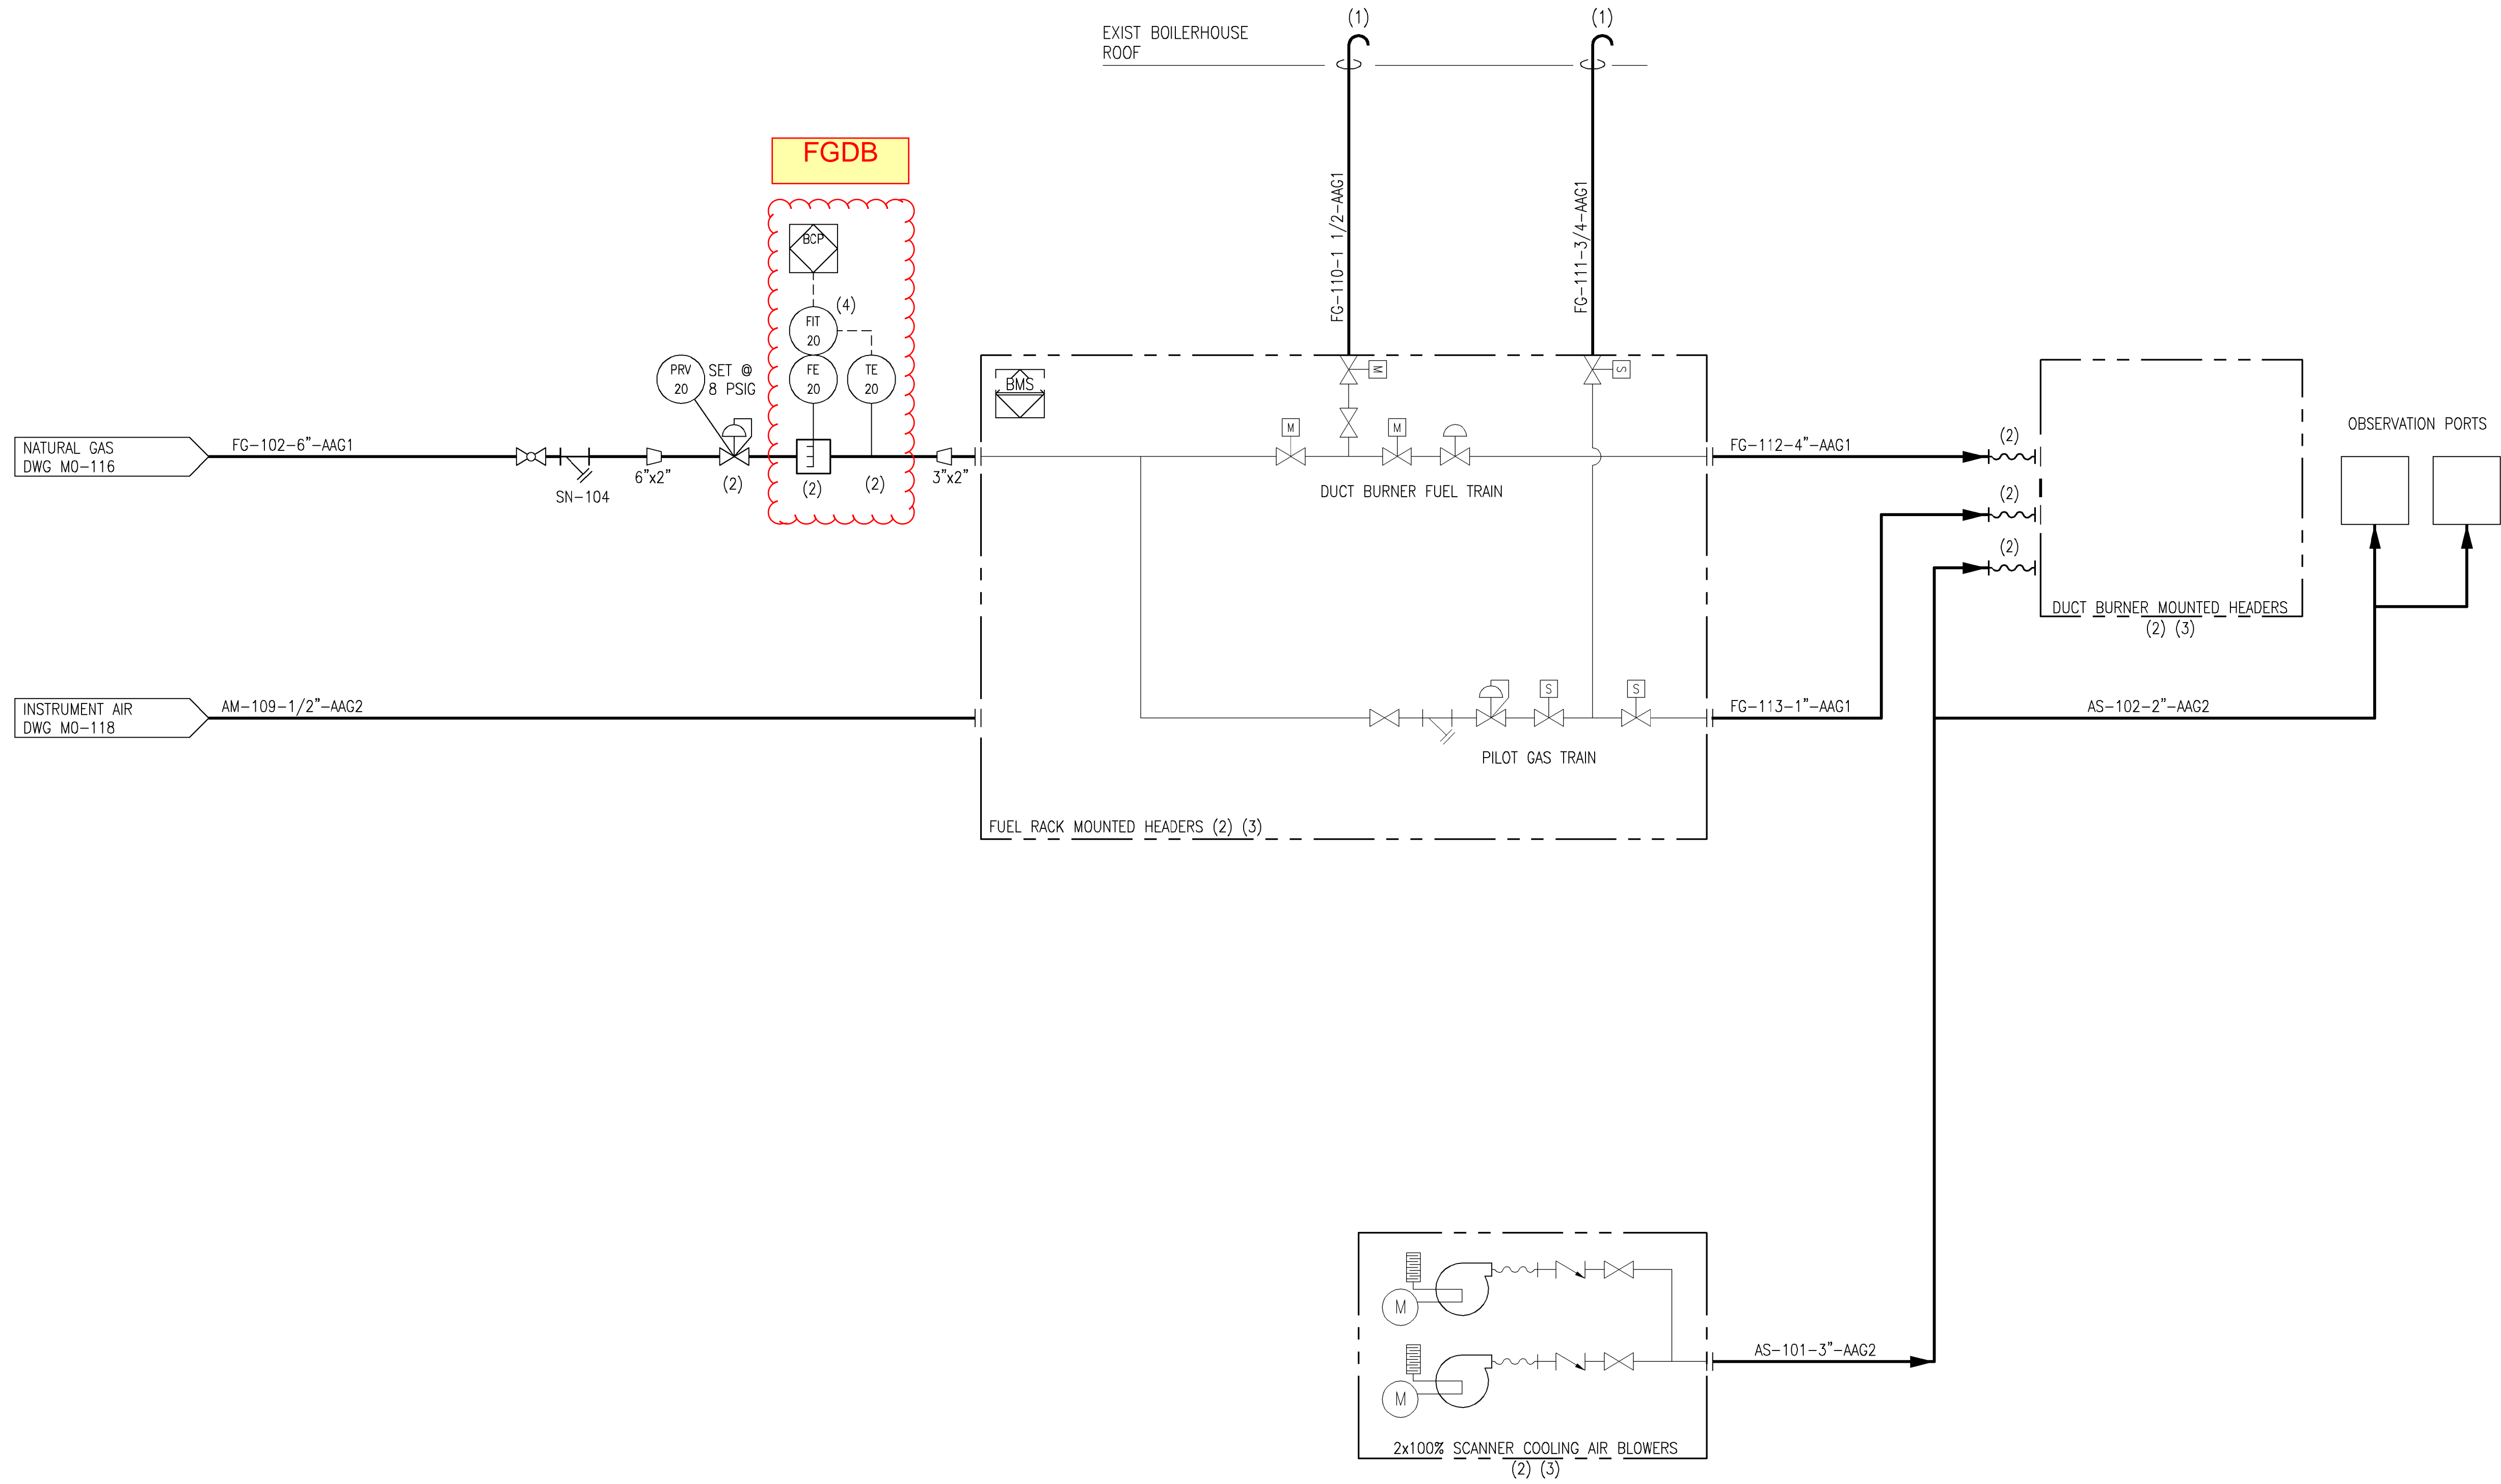 (1)
(1)
EXIST BOILERHOUSE
ROOF
FGDB
FG-110-1 1/2-AAG1
FG-111-3/4-AAG1
BCP
(4)
FIT
20
PRV
20
SET @
8 PSIG
FE
20
TE
20
BMS
M
S
NATURAL GAS
DWG MO-116
FG-102-6"-AAG1
SN-104
6"x2"
(2)
(2)
(2)
3"x2"
M
M
DUCT BURNER FUEL TRAIN
FG-112-4"-AAG1
(2)
(2)
(2)
OBSERVATION PORTS
DUCT BURNER MOUNTED HEADERS
(2) (3)
INSTRUMENT AIR
DWG MO-118
AM-109-1/2"-AAG2
S
S
PILOT GAS TRAIN
FG-113-1"-AAG1
AS-102-2"-AAG2
FUEL RACK MOUNTED HEADERS (2) (3)
M
M
AS-101-3"-AAG2
2x100% SCANNER COOLING AIR BLOWERS
(2) (3)